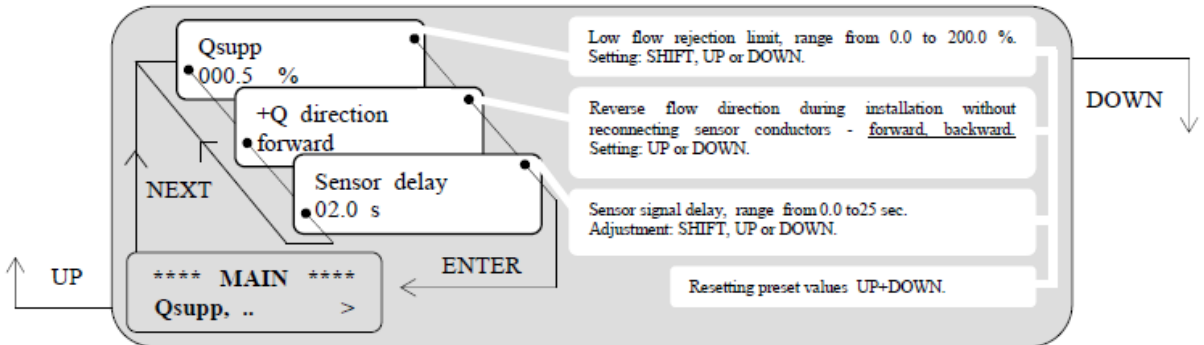 Qsupp
000.5 %
+Q direction
forward
Sensor delay
02.0 s
NEXT
UP
**** MAIN ****
Qsupp, .. >
ENTER
Low flow rejection limit, range from 0.0 to 200.0 %.
Setting: SHIFT, UP or DOWN.
Reverse flow direction during installation without
reconnecting sensor conductors - forward, backward.
Setting: UP or DOWN.
Sensor signal delay, range from 0.0 to25 sec.
Adjustment: SHIFT, UP or DOWN.
Resetting preset values UP+DOWN.
DOWN